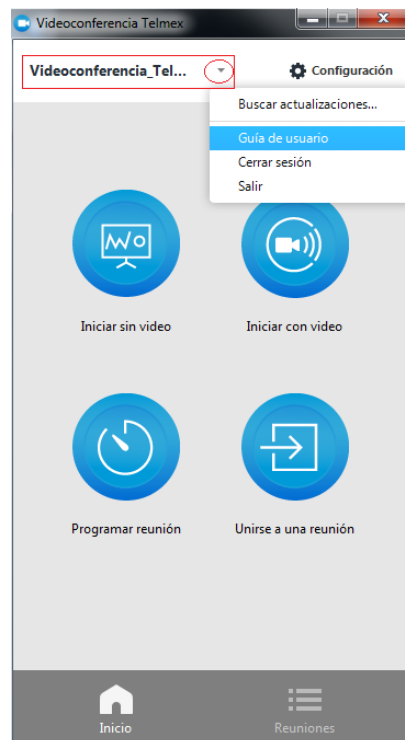 Videoconferencia Telmex
Videoconferencia_Tel...
Configuración
Buscar actualizaciones...
Guía de usuario
Cerrar sesión
Salir
Iniciar sin video
Iniciar con video
Programar reunión
Unirse a una reunión
Inicio
Reuniones